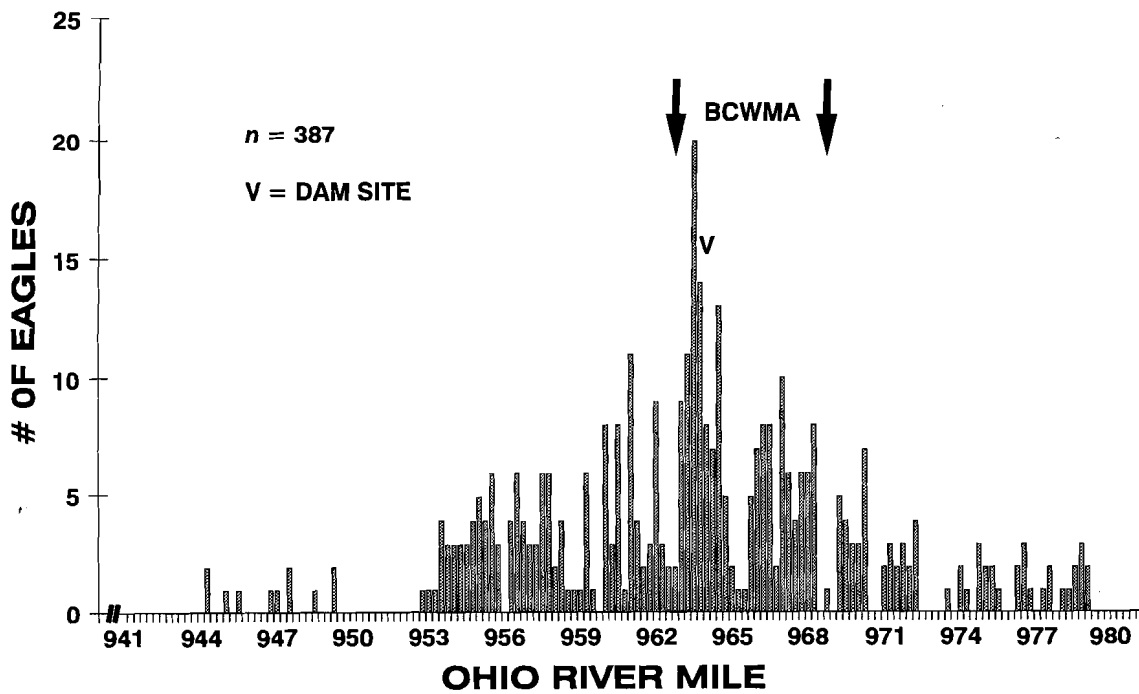 25
20
15
10
5
0
# OF EAGLES
n = 387
V = DAM SITE
BCWMA
V
941 944 947 950 953 956 959 962 965 968 971 974 977 980
OHIO RIVER MILE